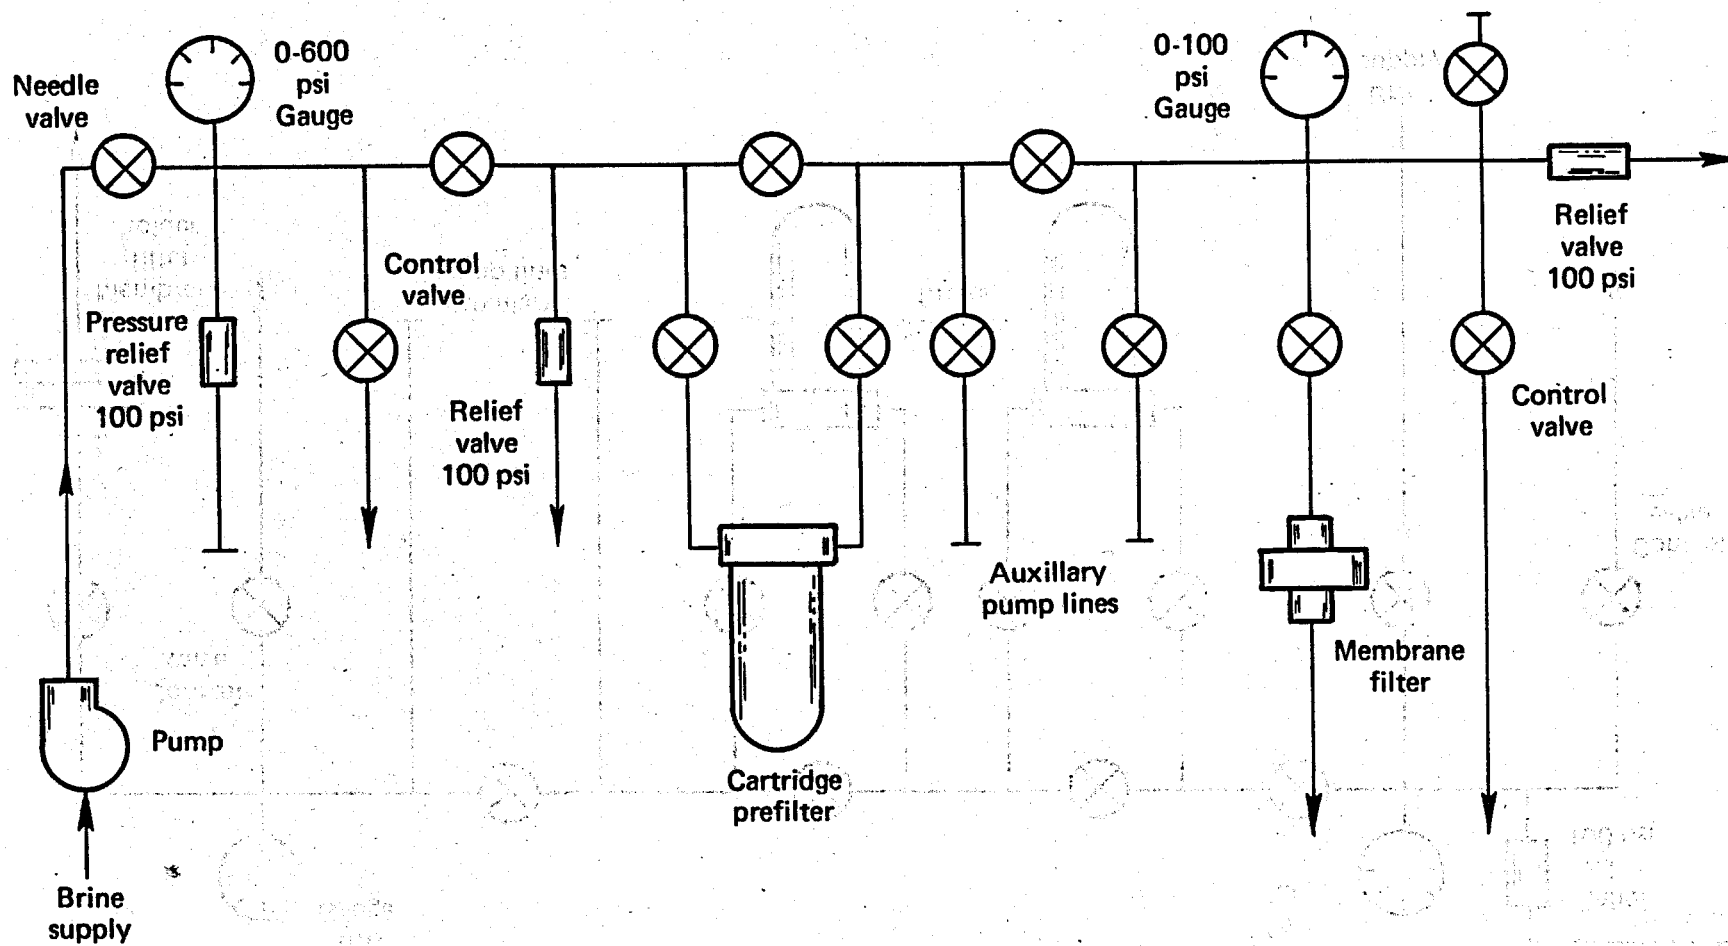 Needle
valve
0-600
psi
Gauge
0-100
psi
Gauge
Relief
valve
100 psi
Control
valve
Pressure
relief
valve
100 psi
Relief
valve
100 psi
Control
valve
Auxillary
pump lines
Membrane
filter
Pump
Cartridge
prefilter
Brine
supply